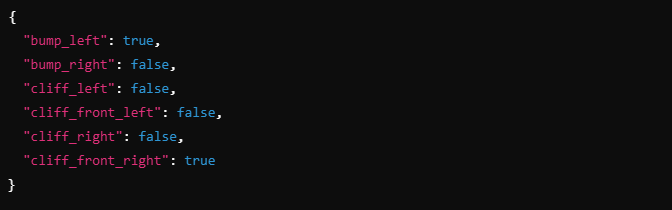 {
  "bump_left": true,
  "bump_right": false,
  "cliff_left": false,
  "cliff_front_left": false,
  "cliff_right": false,
  "cliff_front_right": true
}